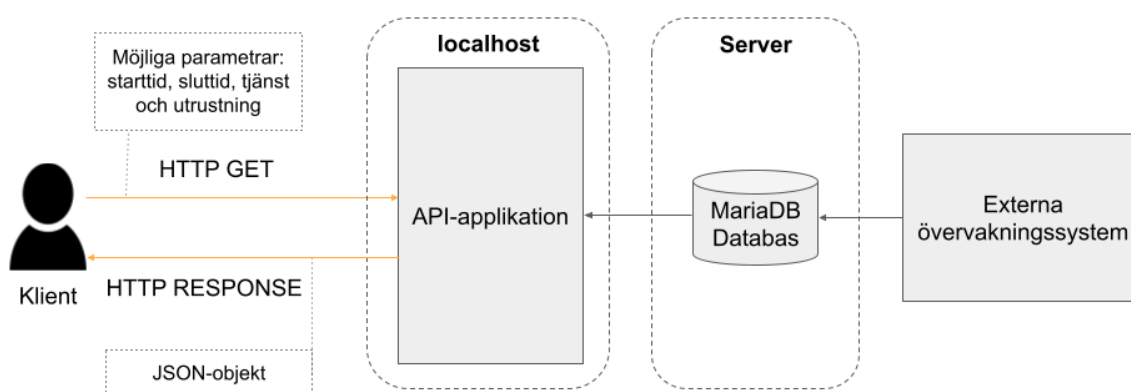 Möjliga parametrar:
starttid, sluttid, tjänst
och utrustning
HTTP GET
Klient
HTTP RESPONSE
JSON-objekt
localhost
API-applikation
Server
MariaDB
Databas
Externa
övervakningssystem